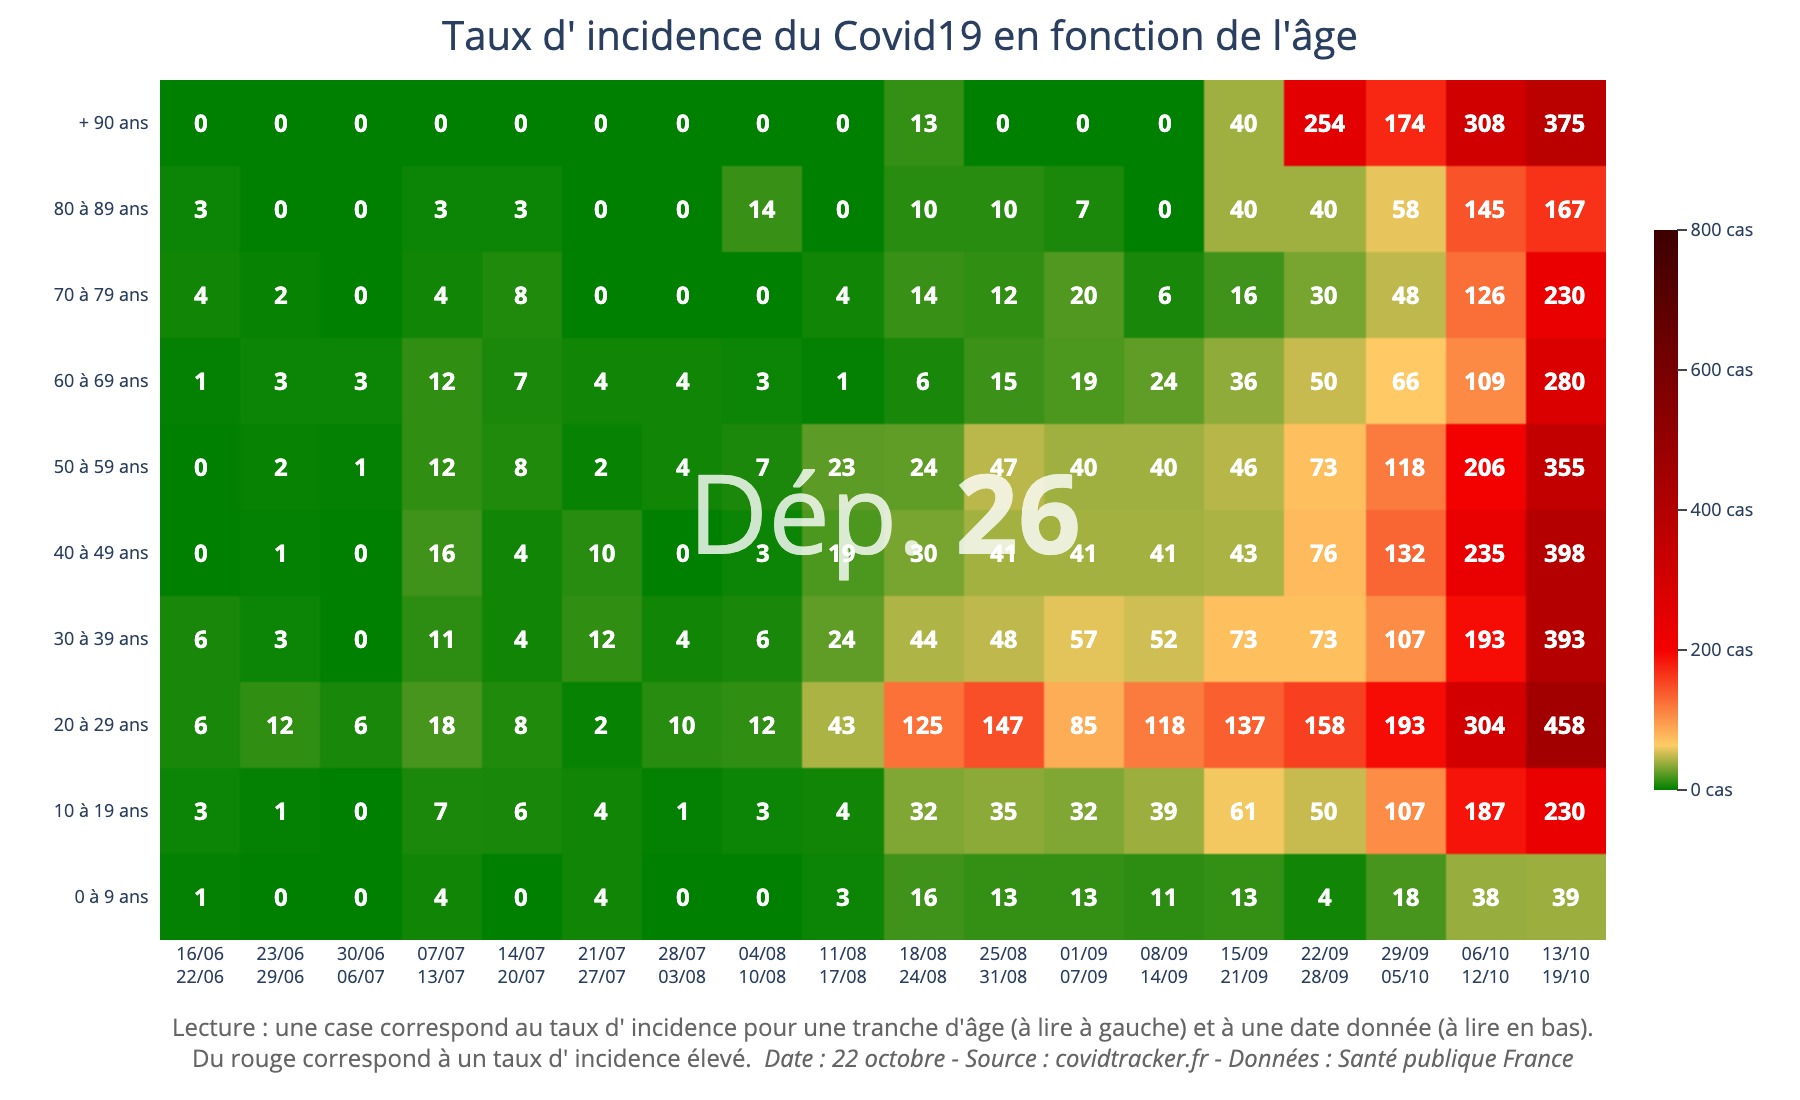 Taux d' incidence du Covid19 en fonction de l'âge
+ 90 ans 0 0 0 0 0 0 0 0 0 13 0 0 0 40 254 174 308 375
80 à 89 ans 3 0 0 3 3 0 0 14 0 10 10 7 0 40 40 58 145 167
70 à 79 ans 4 2 0 4 8 0 0 0 4 14 12 20 6 16 30 48 126 230
60 à 69 ans 1 3 3 12 7 4 4 3 1 6 15 19 24 36 50 66 109 280
50 à 59 ans 0 2 1 12 8 2 4 7 23 24 47 40 40 46 73 118 206 355
Dép. 26
40 à 49 ans 0 1 0 16 4 10 0 3 19 30 41 41 41 43 76 132 235 398
30 à 39 ans 6 3 0 11 4 12 4 6 24 44 48 57 52 73 73 107 193 393
20 à 29 ans 6 12 6 18 8 2 10 12 43 125 147 85 118 137 158 193 304 458
10 à 19 ans 3 1 0 7 6 4 1 3 4 32 35 32 39 61 50 107 187 230
0 à 9 ans 1 0 0 4 0 4 0 0 3 16 13 13 11 13 4 18 38 39
16/06 23/06 30/06 07/07 14/07 21/07 28/07 04/08 11/08 18/08 25/08 01/09 08/09 15/09 22/09 29/09 06/10 13/10
22/06 29/06 06/07 13/07 20/07 27/07 03/08 10/08 17/08 24/08 31/08 07/09 14/09 21/09 28/09 05/10 12/10 19/10
800 cas
600 cas
400 cas
200 cas
0 cas
Lecture : une case correspond au taux d' incidence pour une tranche d'âge (à lire à gauche) et à une date donnée (à lire en bas).
Du rouge correspond à un taux d' incidence élevé. Date : 22 octobre - Source : covidtracker.fr - Données : Santé publique France